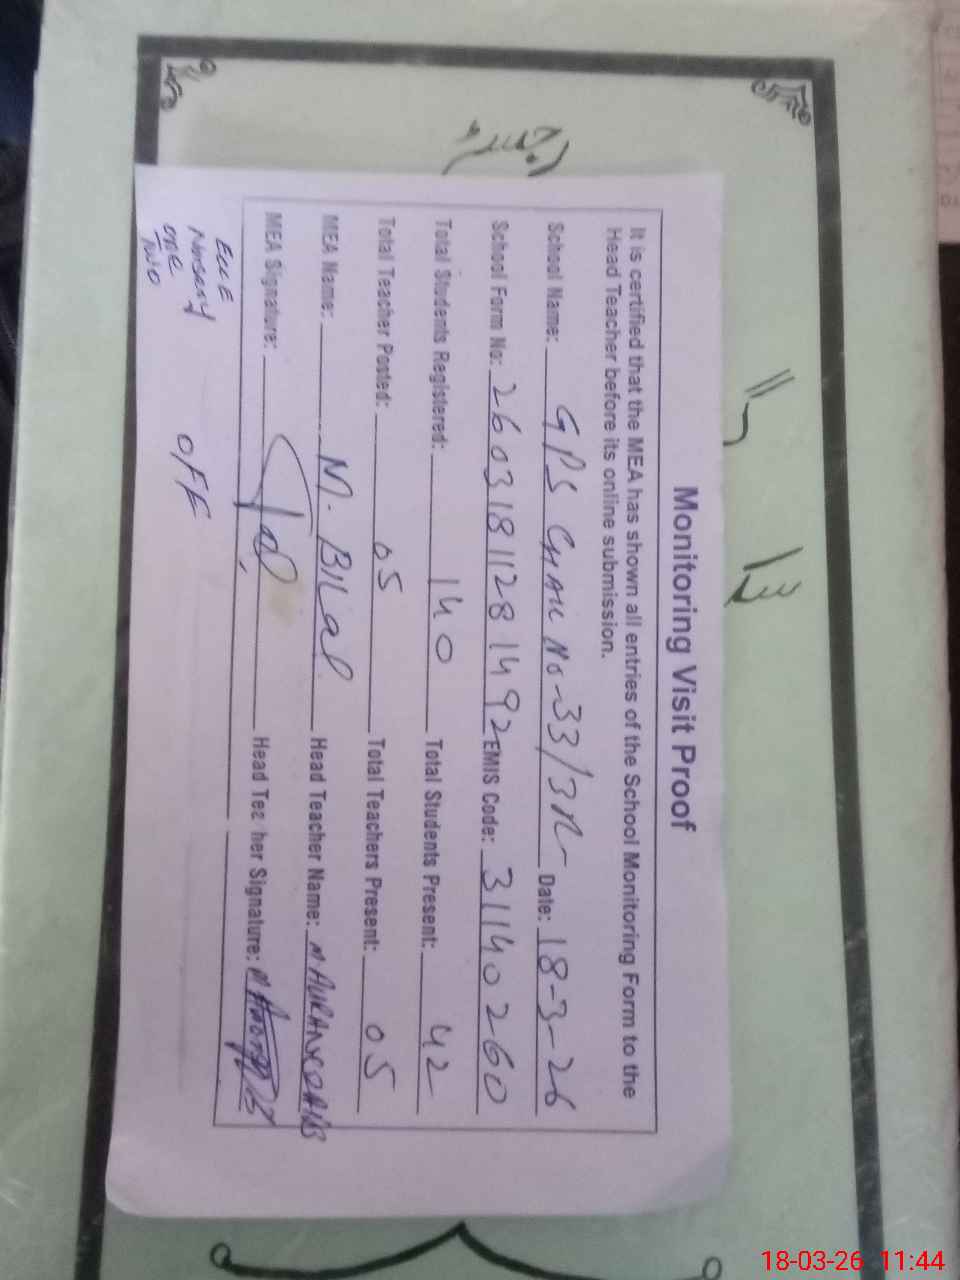 Monitoring Visit Proof
It is certified that the MEA has shown all entries of the School Monitoring Form to the
Head Teacher before its online submission.
School Name: GPS Chak No-33/3R Date: 18-3-26
School Form No: 26031811281492 EMIS Code: 31140260
Total Students Registered: 140 Total Students Present: 42
Total Teacher Posted: 05 Total Teachers Present: 05
MEA Name: M. Bilal Head Teacher Name: M AURANGZAIB
MEA Signature: Head Teacher Signature:
ECCE
Nursery OFF
one
Two
18-03-26 11:44